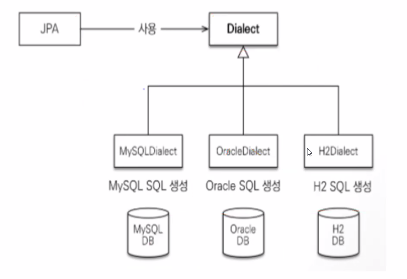 JPA
사용
Dialect
MySQLDialect
OracleDialect
H2Dialect
MySQL SQL 생성
Oracle SQL 생성
H2 SQL 생성
MySQL
DB
Oracle
DB
H2
DB